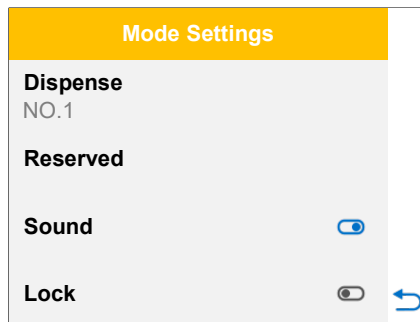 Mode Settings
Dispense
NO.1
Reserved
Sound
Lock